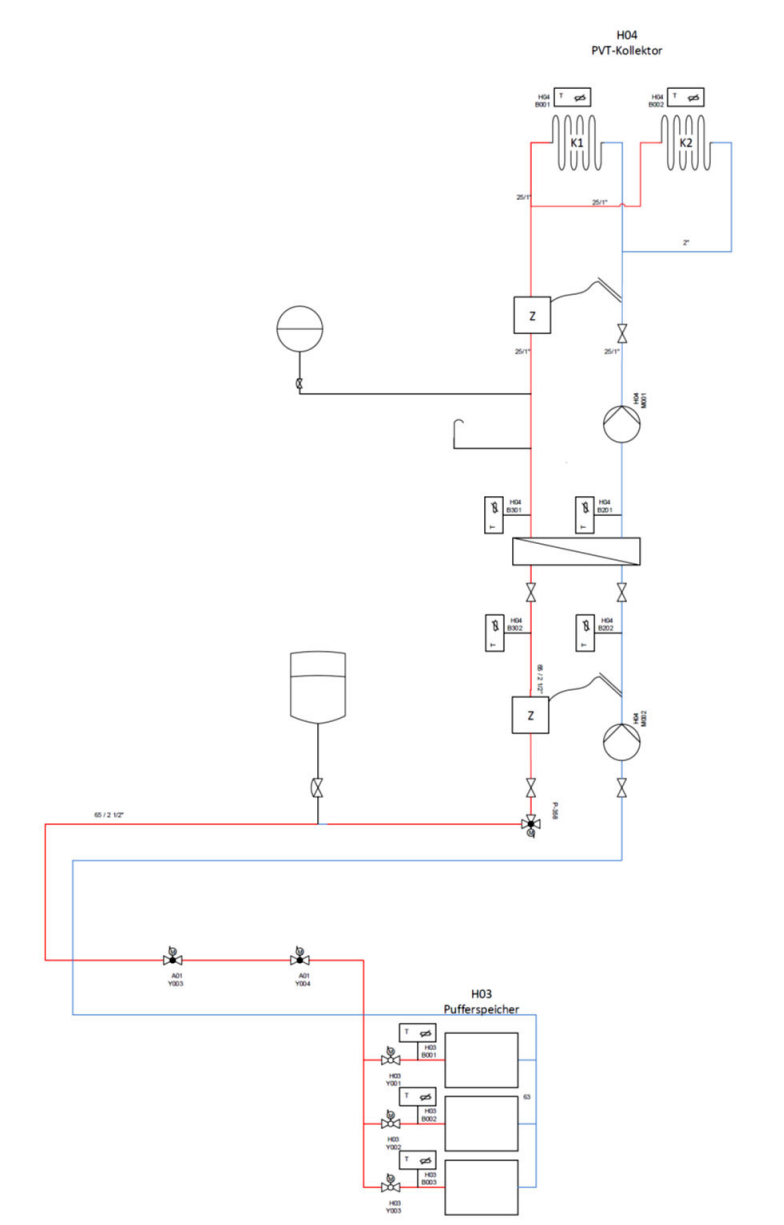 H04
PVT-Kollektor
H04
B001
T
H04
B002
T
K1
K2
25/1"
25/1"
2"
Z
25/1"
25/1"
H04
M001
H04
B301
T
H04
B201
T
H04
B302
T
H04
B202
T
65 / 2 1/2"
Z
H04
M002
P-358
65 / 2 1/2"
A01
Y003
A01
Y004
H03
Pufferspeicher
T
H03
B001
H03
Y001
T
H03
B002
63
H03
Y002
T
H03
B003
H03
Y003